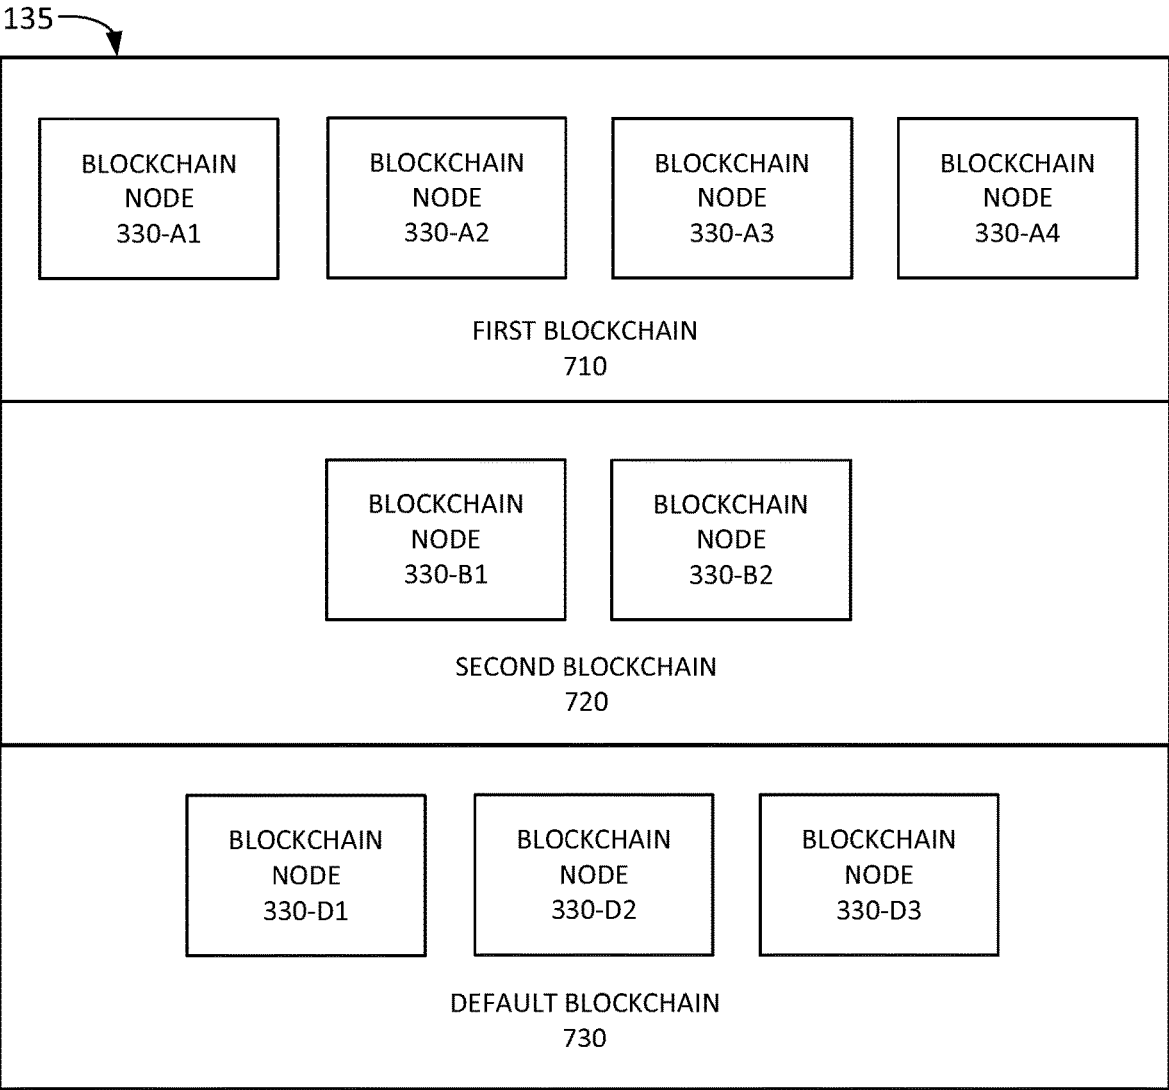 135
BLOCKCHAIN
NODE
330-A1
BLOCKCHAIN
NODE
330-A2
BLOCKCHAIN
NODE
330-A3
BLOCKCHAIN
NODE
330-A4
FIRST BLOCKCHAIN
710
BLOCKCHAIN
NODE
330-B1
BLOCKCHAIN
NODE
330-B2
SECOND BLOCKCHAIN
720
BLOCKCHAIN
NODE
330-D1
BLOCKCHAIN
NODE
330-D2
BLOCKCHAIN
NODE
330-D3
DEFAULT BLOCKCHAIN
730